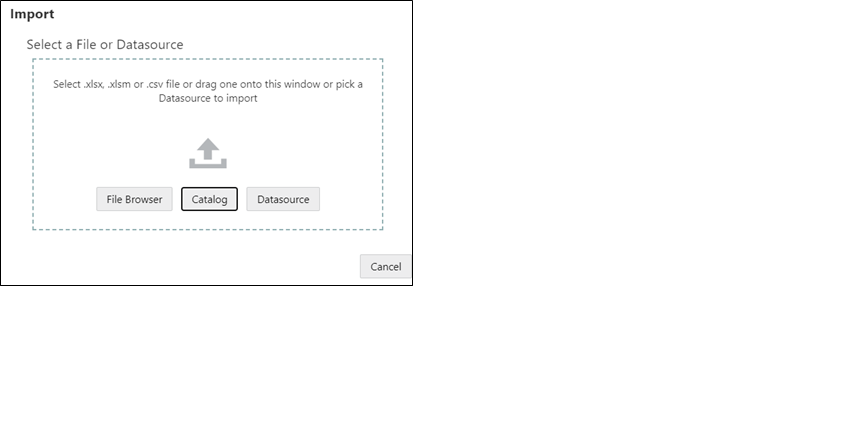 Import
Select a File or Datasource
Select .xlsx, .xlsm or .csv file or drag one onto this window or pick a
Datasource to import
File Browser Catalog Datasource
Cancel